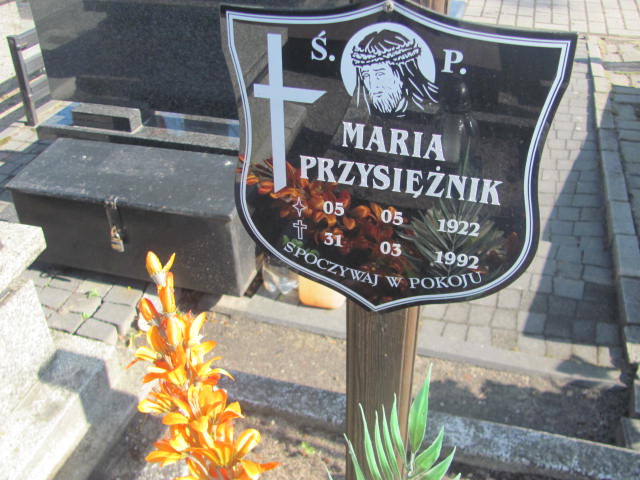 Ś. P.
MARIA
PRZYSIĘŻNIK
05 05 1922
31 03 1992
SPOCZYWAJ W POKOJU